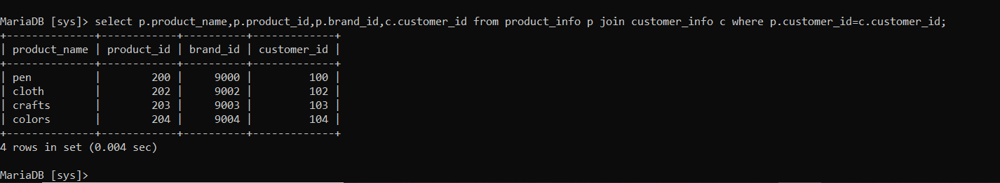 MariaDB [sys]> select p.product_name,p.product_id,p.brand_id,c.customer_id from product_info p join customer_info c where p.customer_id=c.customer_id;
+--------------+------------+----------+-------------+
| product_name | product_id | brand_id | customer_id |
+--------------+------------+----------+-------------+
| pen          |        200 |     9000 |         100 |
| cloth        |        202 |     9002 |         102 |
| crafts       |        203 |     9003 |         103 |
| colors       |        204 |     9004 |         104 |
+--------------+------------+----------+-------------+
4 rows in set (0.004 sec)
MariaDB [sys]>